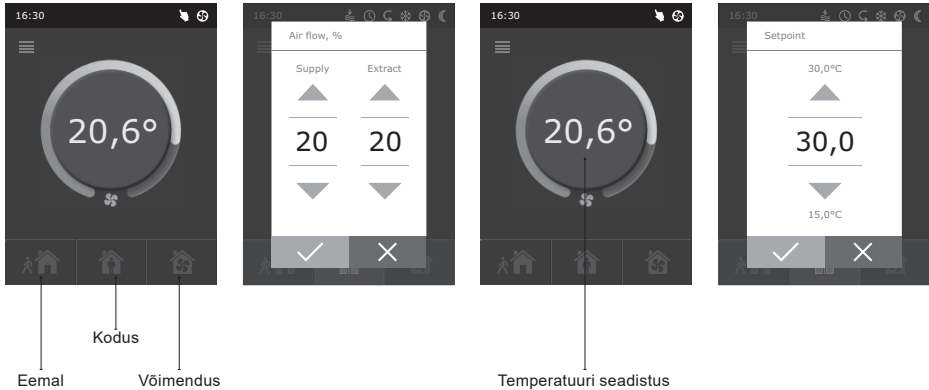 16:30
20,6°
Eemal
Kodus
Võimendus
16:30
Air flow, %
Supply Extract
20 20
16:30
20,6°
Temperatuuri seadistus
16:30
Setpoint
30,0°C
30,0
15,0°C